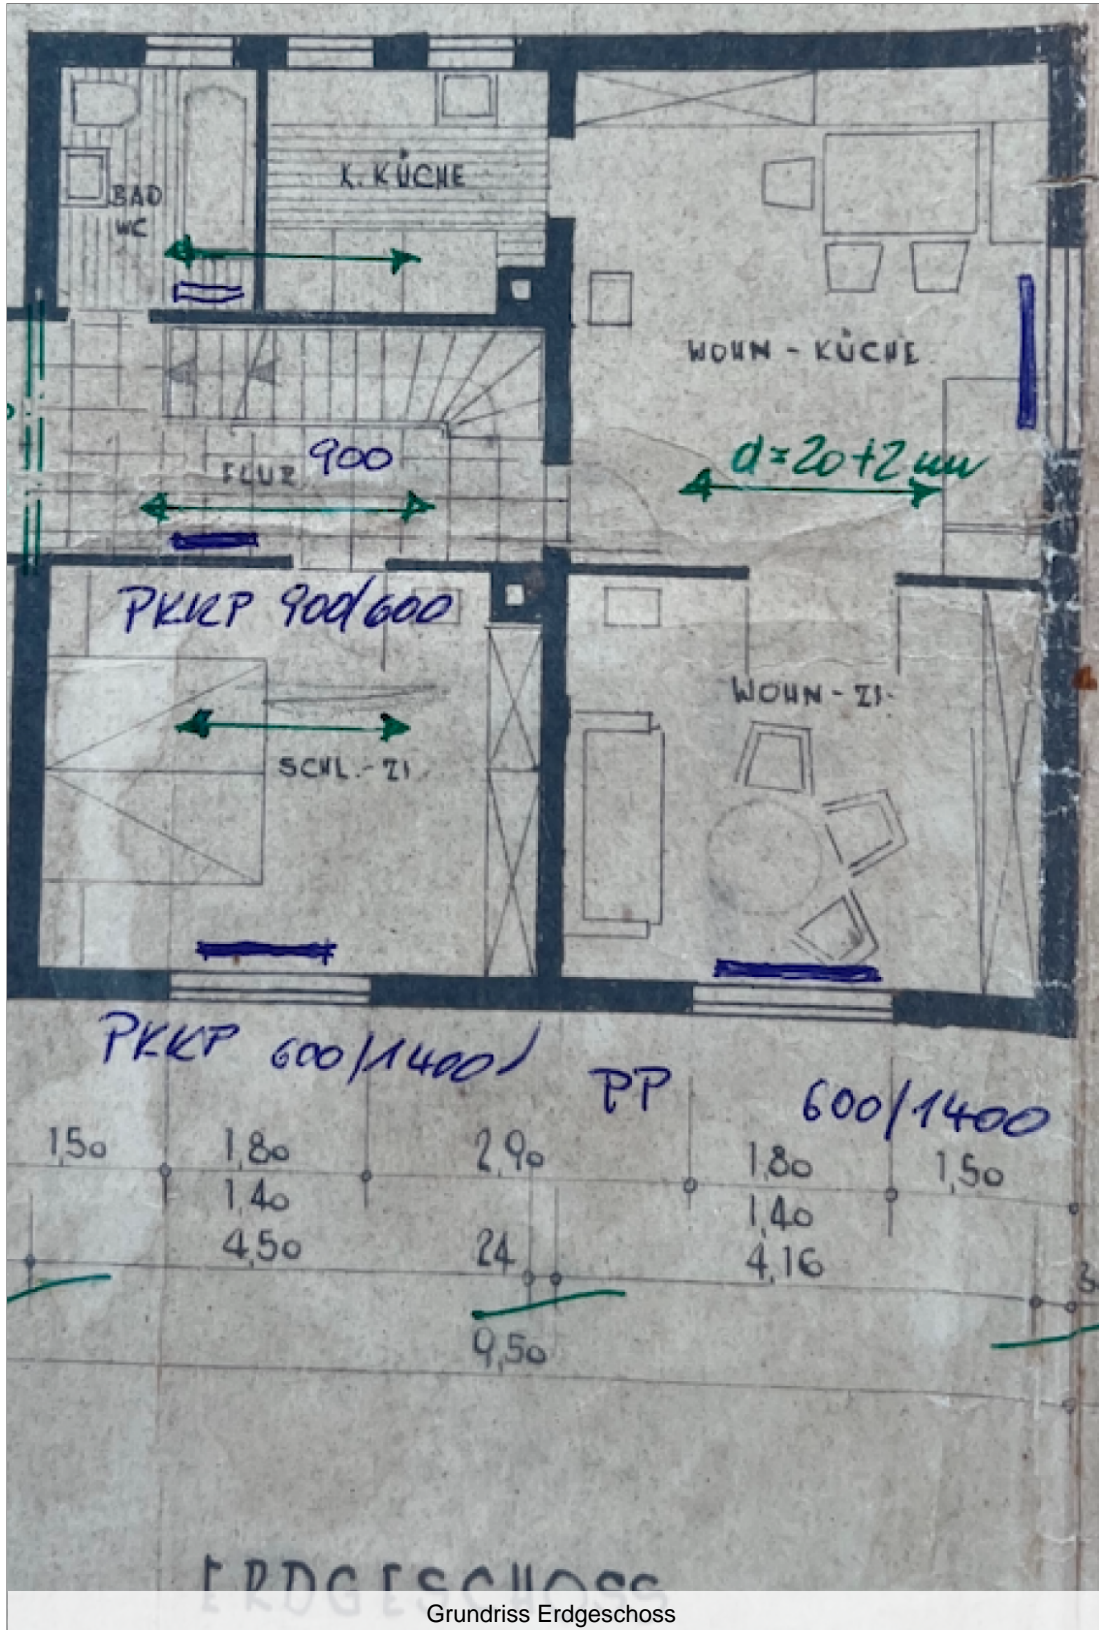 K. KÜCHE
BAD
WC
WOHN - KÜCHE
FLUR 900
d=20+2 cm
PKKP 900/600
WOHN - ZI.
SCHL. - ZI.
PKKP 600/1400
PP 600/1400
1,50 1,80 2,90 1,80 1,50
1,40 1,40
4,50 24 4,16
9,50
ERDGESCHOSS
Grundriss Erdgeschoss